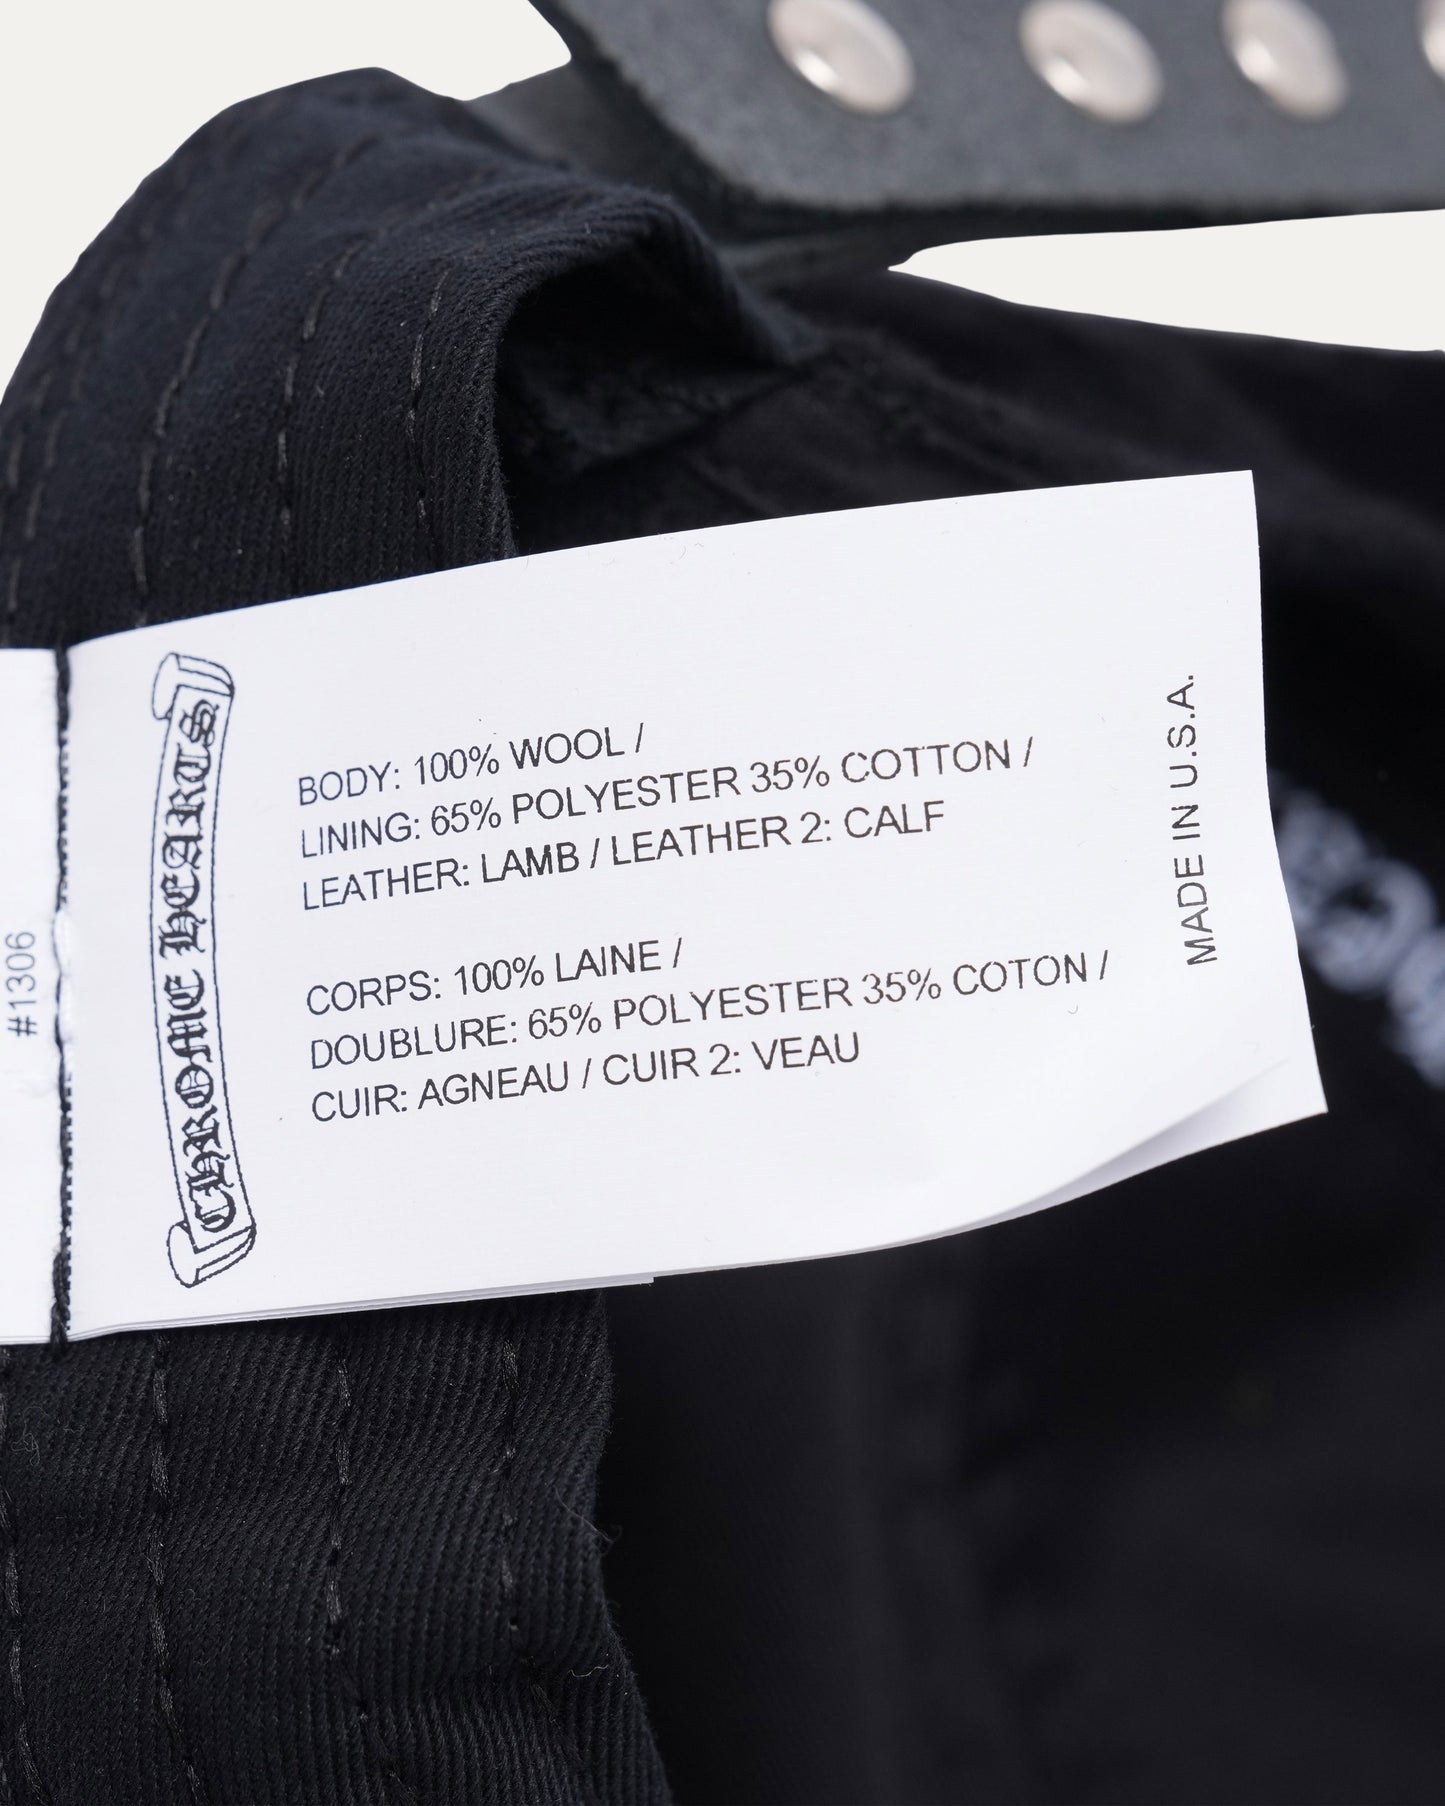 BODY: 100% WOOL /
LINING: 65% POLYESTER 35% COTTON /
LEATHER: LAMB / LEATHER 2: CALF
CORPS: 100% LAINE /
DOUBLURE: 65% POLYESTER 35% COTON /
CUIR: AGNEAU / CUIR 2: VEAU
CHROME HEARTS
MADE IN U.S.A.
#1306